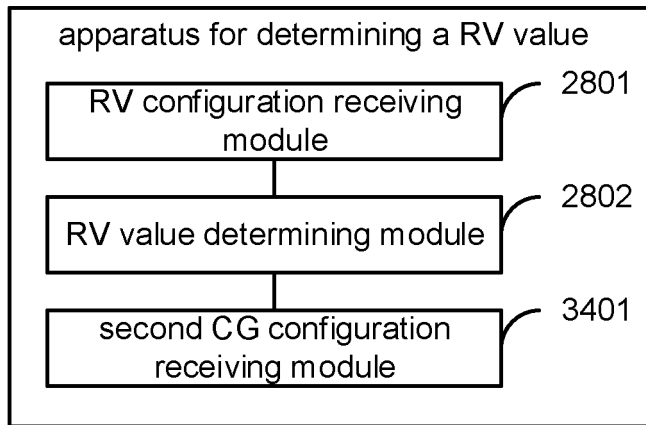 apparatus for determining a RV value
2801
RV configuration receiving
module
2802
RV value determining module
3401
second CG configuration
receiving module